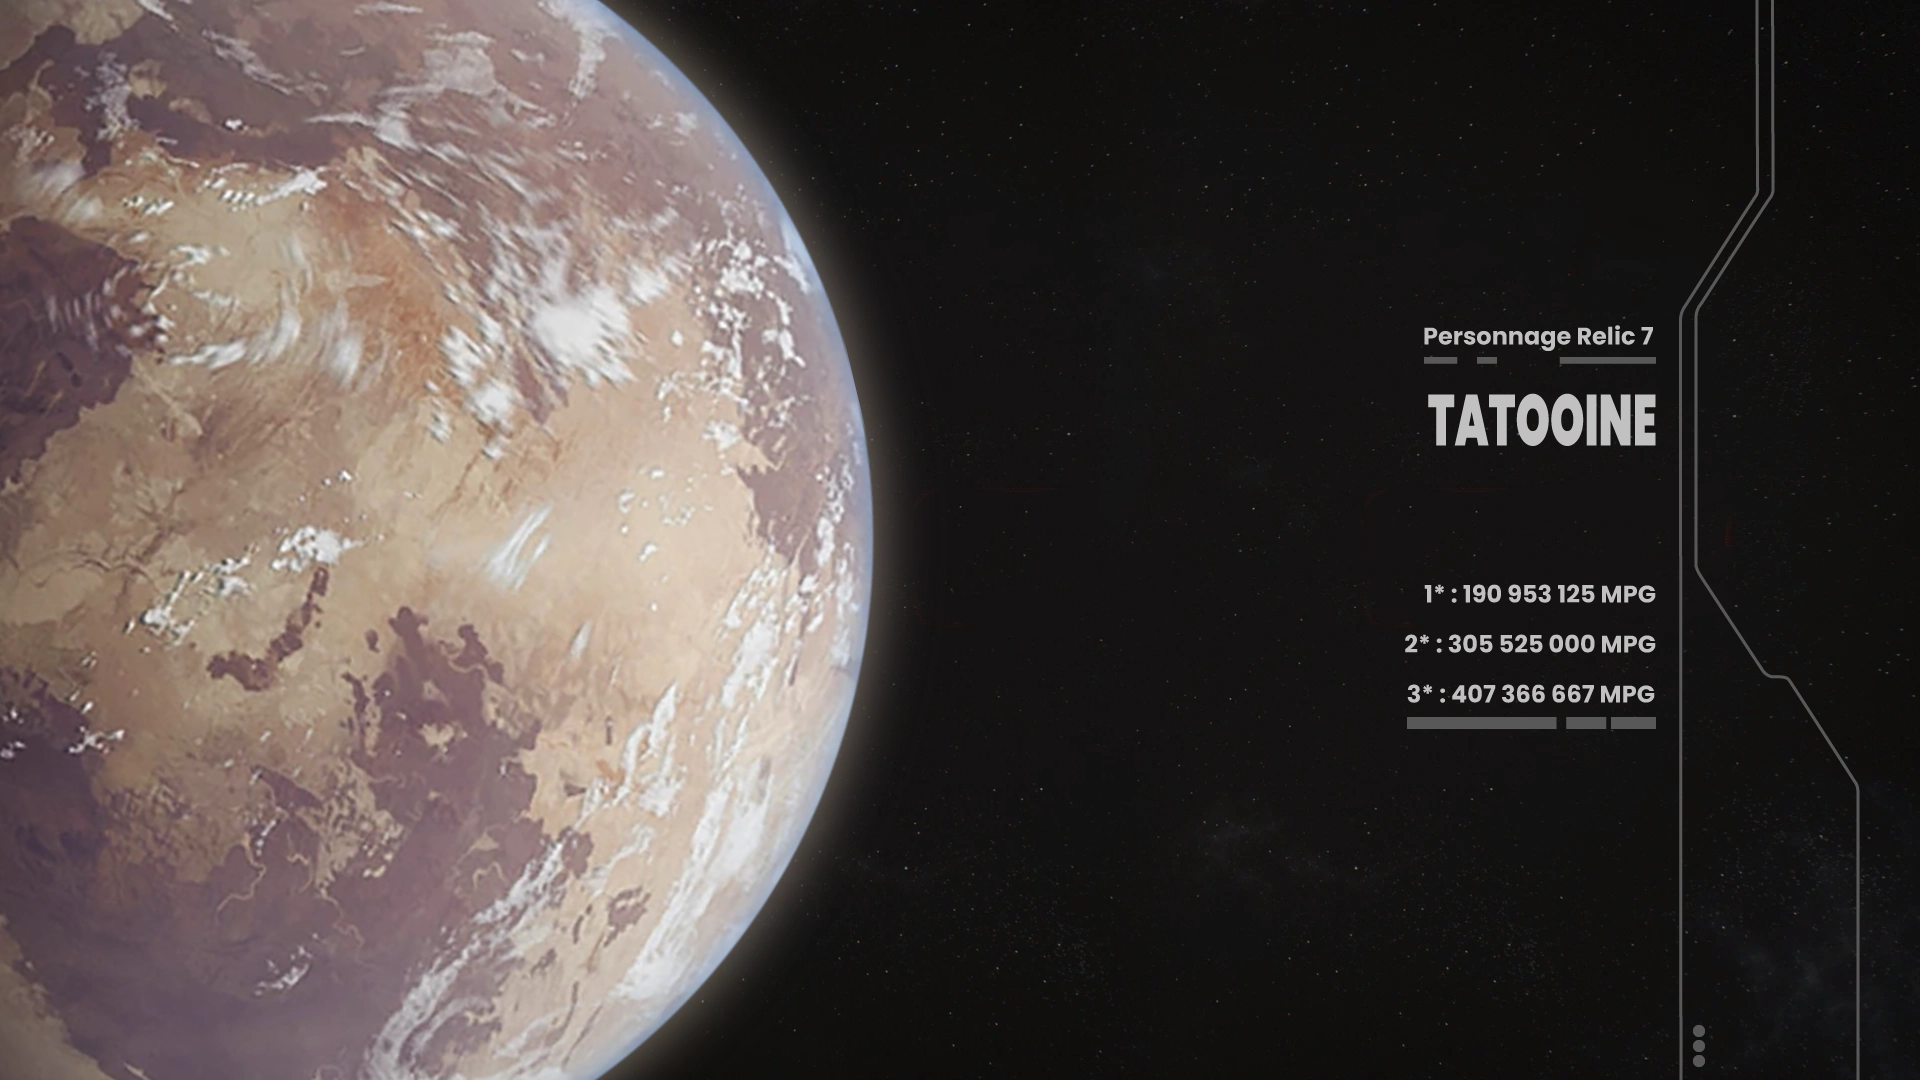 Personnage Relic 7
TATOOINE
1* : 190 953 125 MPG
2* : 305 525 000 MPG
3* : 407 366 667 MPG